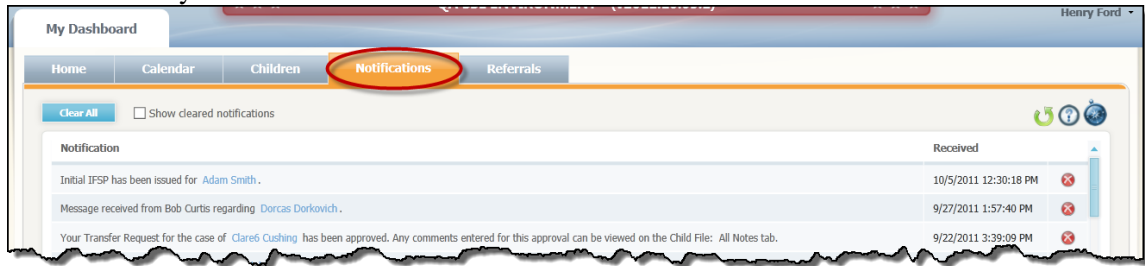 Henry Ford
My Dashboard
Home Calendar Children Notifications Referrals
Clear All Show cleared notifications
Notification Received
Initial IFSP has been issued for Adam Smith. 10/5/2011 12:30:18 PM
Message received from Bob Curtis regarding Dorcas Dorkovich. 9/27/2011 1:57:40 PM
Your Transfer Request for the case of Clare6 Cushing has been approved. Any comments entered for this approval can be viewed on the Child File: All Notes tab. 9/22/2011 3:39:09 PM